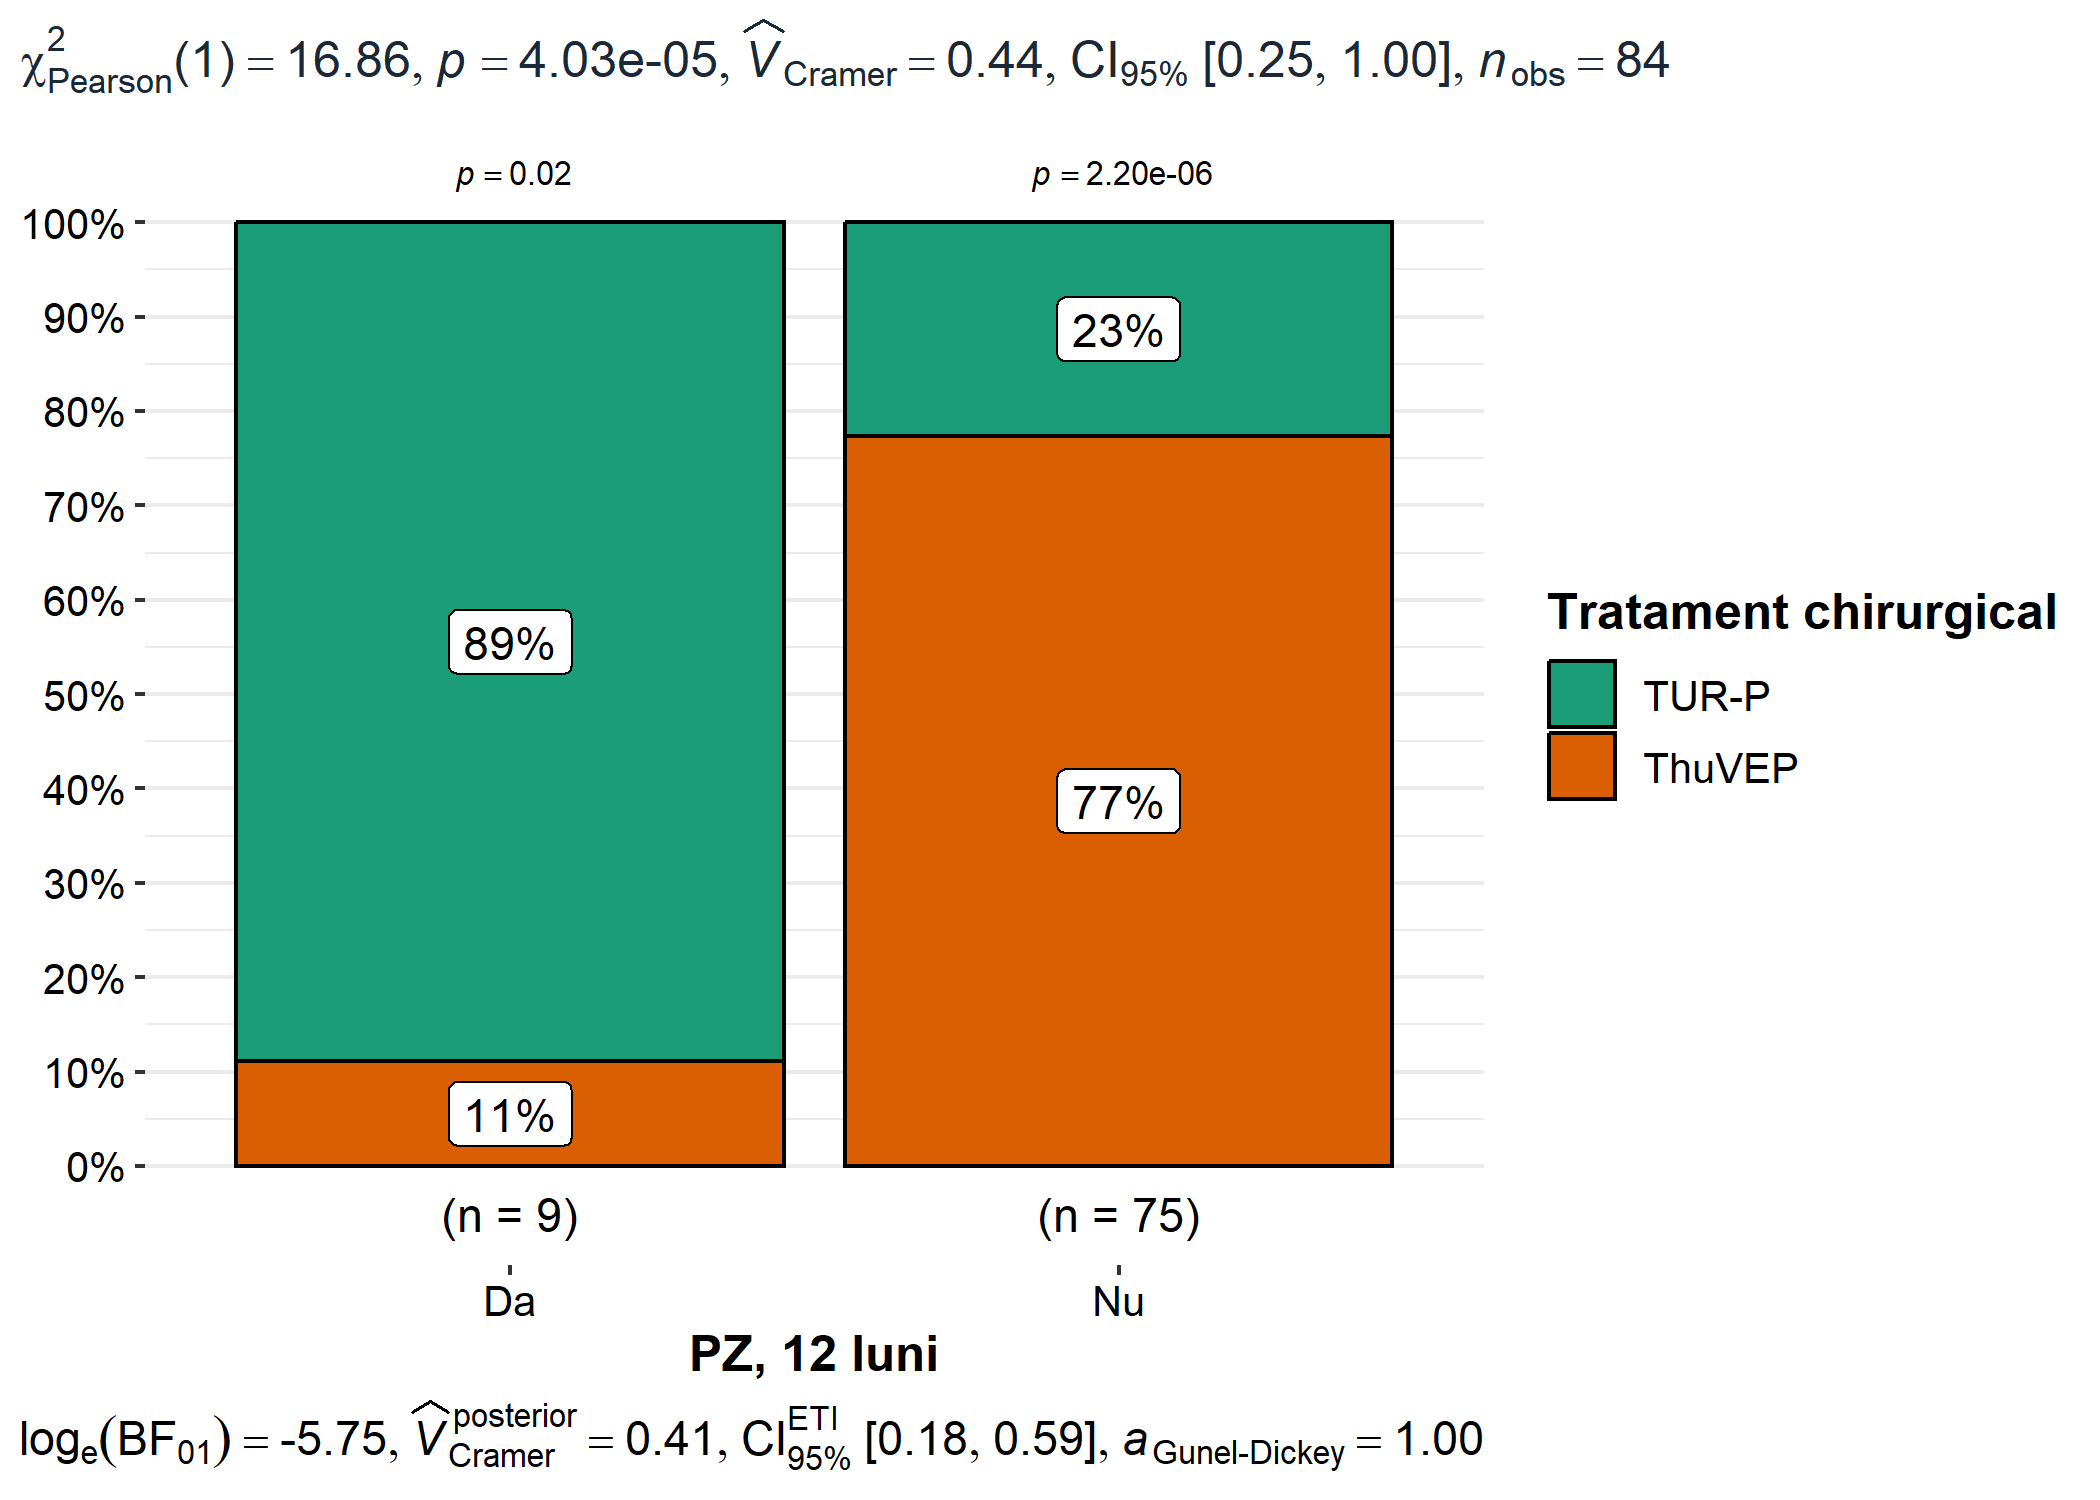 χ²Pearson(1) = 16.86, p = 4.03e-05, V̂Cramer = 0.44, CI95% [0.25, 1.00], nobs = 84
p = 0.02
p = 2.20e-06
100%
90%
80%
70%
60%
50%
40%
30%
20%
10%
0%
89%
11%
23%
77%
(n = 9)
(n = 75)
Da
Nu
PZ, 12 luni
Tratament chirurgical
TUR-P
ThuVEP
loge(BF01) = -5.75, V̂posterior Cramer = 0.41, CI ETI 95% [0.18, 0.59], aGunel-Dickey = 1.00